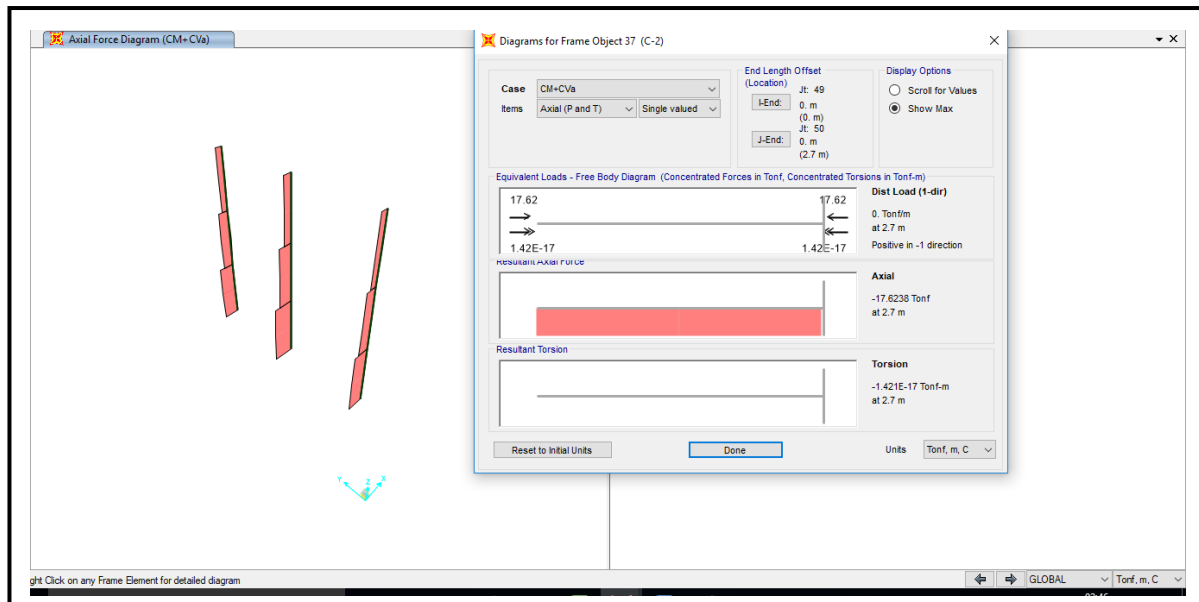 Axial Force Diagram (CM+CVa)
Diagrams for Frame Object 37 (C-2)
Case CM+CVa
Items Axial (P and T) Single valued
End Length Offset
(Location)
Jt: 49
I-End: 0. m
(0. m)
Jt: 50
J-End: 0. m
(2.7 m)
Display Options
Scroll for Values
Show Max
Equivalent Loads - Free Body Diagram (Concentrated Forces in Tonf, Concentrated Torsions in Tonf-m)
17.62 17.62
1.42E-17 1.42E-17
Dist Load (1-dir)
0. Tonf/m
at 2.7 m
Positive in -1 direction
Resultant Axial Force
Axial
-17.6238 Tonf
at 2.7 m
Resultant Torsion
Torsion
-1.421E-17 Tonf-m
at 2.7 m
Reset to Initial Units Done Units Tonf, m, C
Y Z X
ght Click on any Frame Element for detailed diagram GLOBAL Tonf, m, C